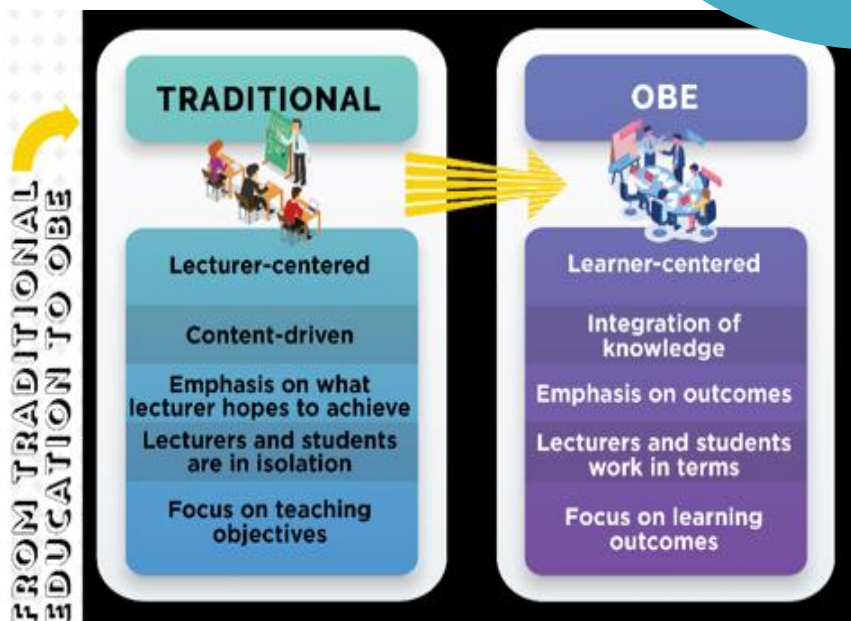 FROM TRADITIONAL
EDUCATION TO OBE
TRADITIONAL
Lecturer-centered
Content-driven
Emphasis on what
lecturer hopes to achieve
Lecturers and students
are in isolation
Focus on teaching
objectives
OBE
Learner-centered
Integration of
knowledge
Emphasis on outcomes
Lecturers and students
work in terms
Focus on learning
outcomes